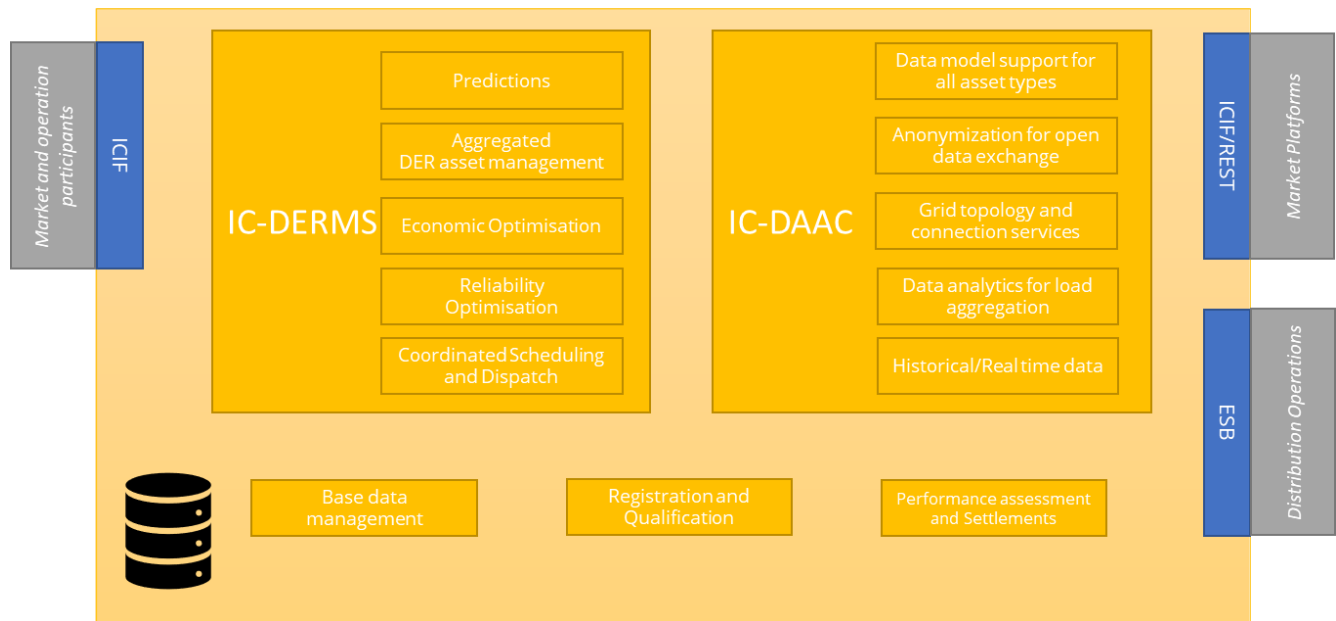 Market and operation
participants
ICIF
IC-DERMS
Predictions
Aggregated
DER asset management
Economic Optimisation
Reliability
Optimisation
Coordinated Scheduling
and Dispatch
IC-DAAC
Data model support for
all asset types
Anonymization for open
data exchange
Grid topology and
connection services
Data analytics for load
aggregation
Historical/Real time data
ICIF/REST
Market Platforms
ESB
Distribution Operations
Base data
management
Registration and
Qualification
Performance assessment
and Settlements